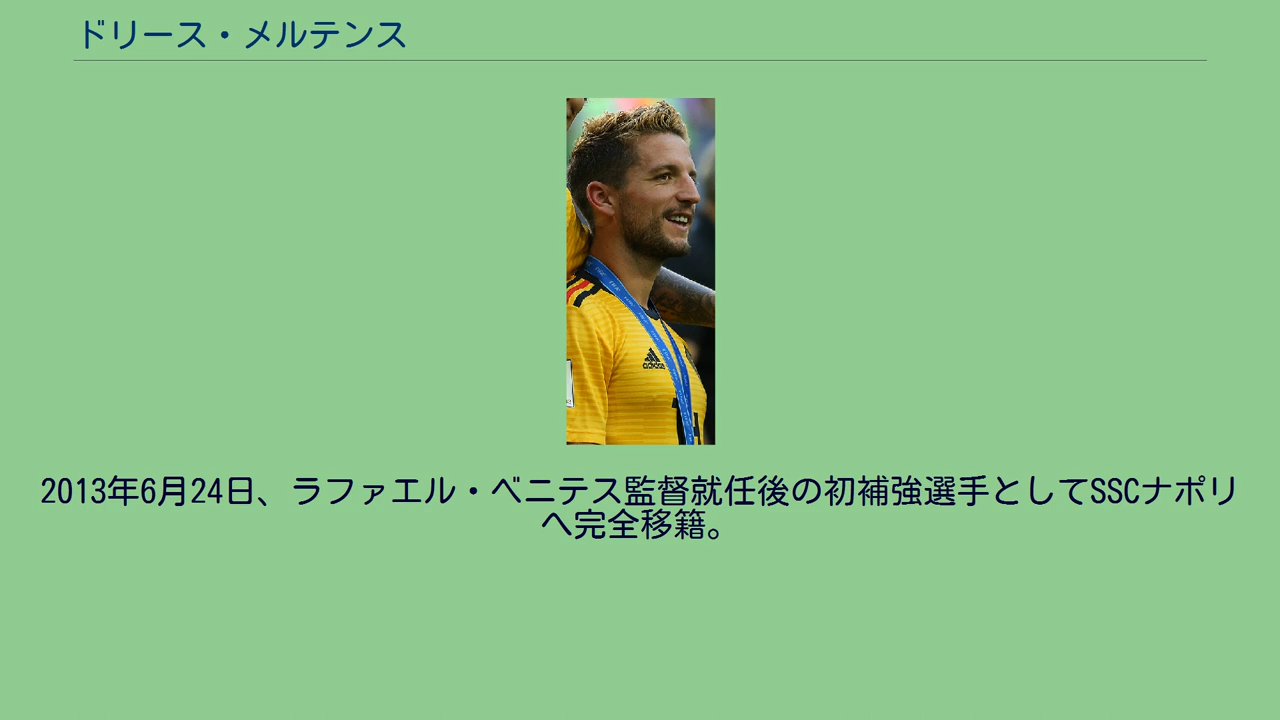 ドリース・メルテンス
adidas
2013年6月24日、ラファエル・ベニテス監督就任後の初補強選手としてSSCナポリ
へ完全移籍。